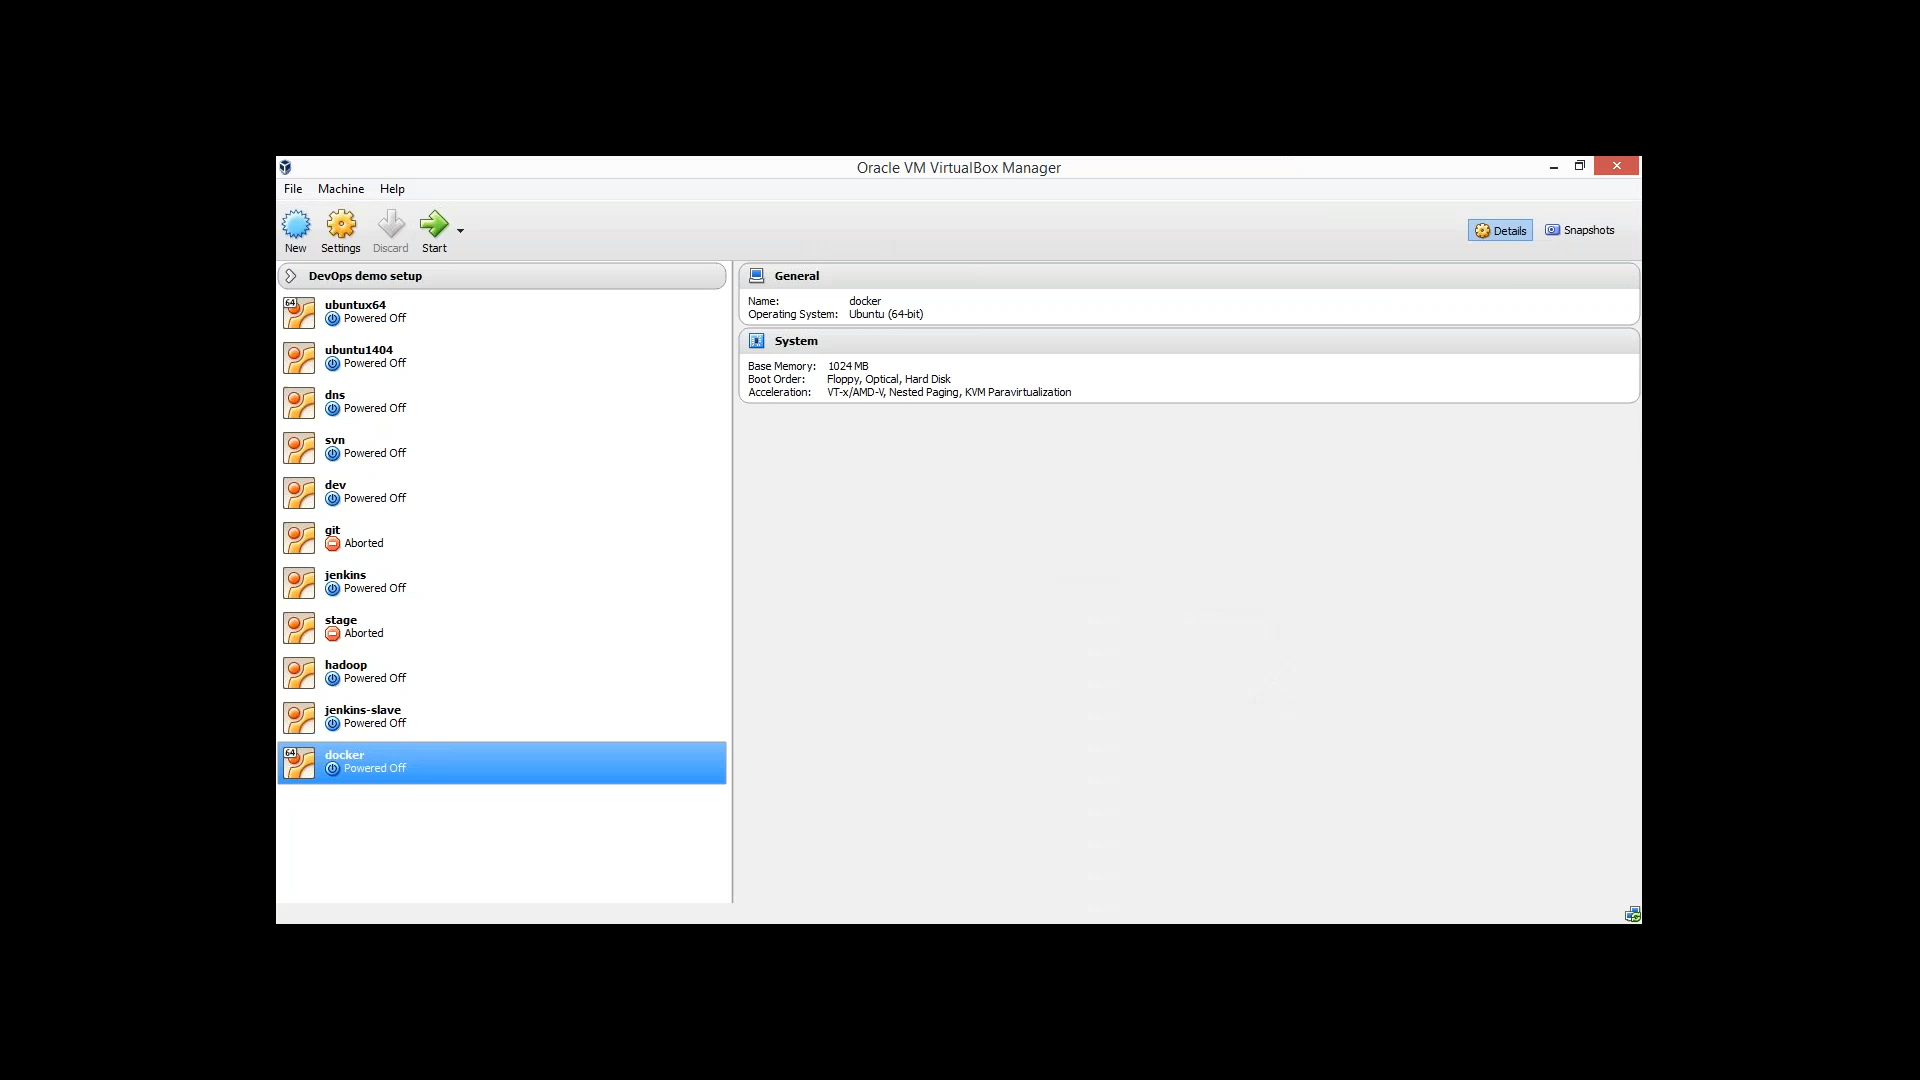 Oracle VM VirtualBox Manager
File Machine Help
New Settings Discard Start
Details Snapshots
DevOps demo setup
64
ubuntux64
Powered Off
ubuntu1404
Powered Off
dns
Powered Off
svn
Powered Off
dev
Powered Off
git
Aborted
jenkins
Powered Off
stage
Aborted
hadoop
Powered Off
jenkins-slave
Powered Off
64
docker
Powered Off
General
Name: docker
Operating System: Ubuntu (64-bit)
System
Base Memory: 1024 MB
Boot Order: Floppy, Optical, Hard Disk
Acceleration: VT-x/AMD-V, Nested Paging, KVM Paravirtualization